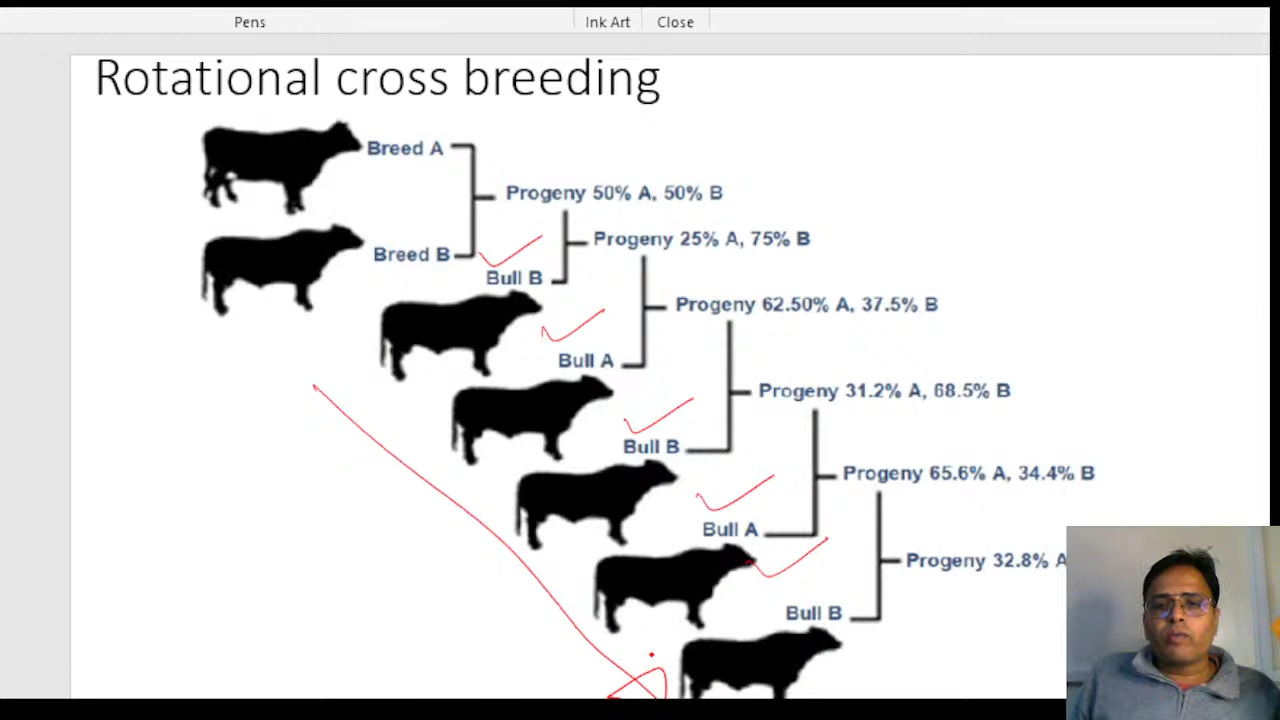 Pens
Ink Art
Close
Rotational cross breeding
Breed A
Progeny 50% A, 50% B
Progeny 25% A, 75% B
Breed B
Bull B
Progeny 62.50% A, 37.5% B
Bull A
Progeny 31.2% A, 68.5% B
Bull B
Progeny 65.6% A, 34.4% B
Bull A
Progeny 32.8% A
Bull B